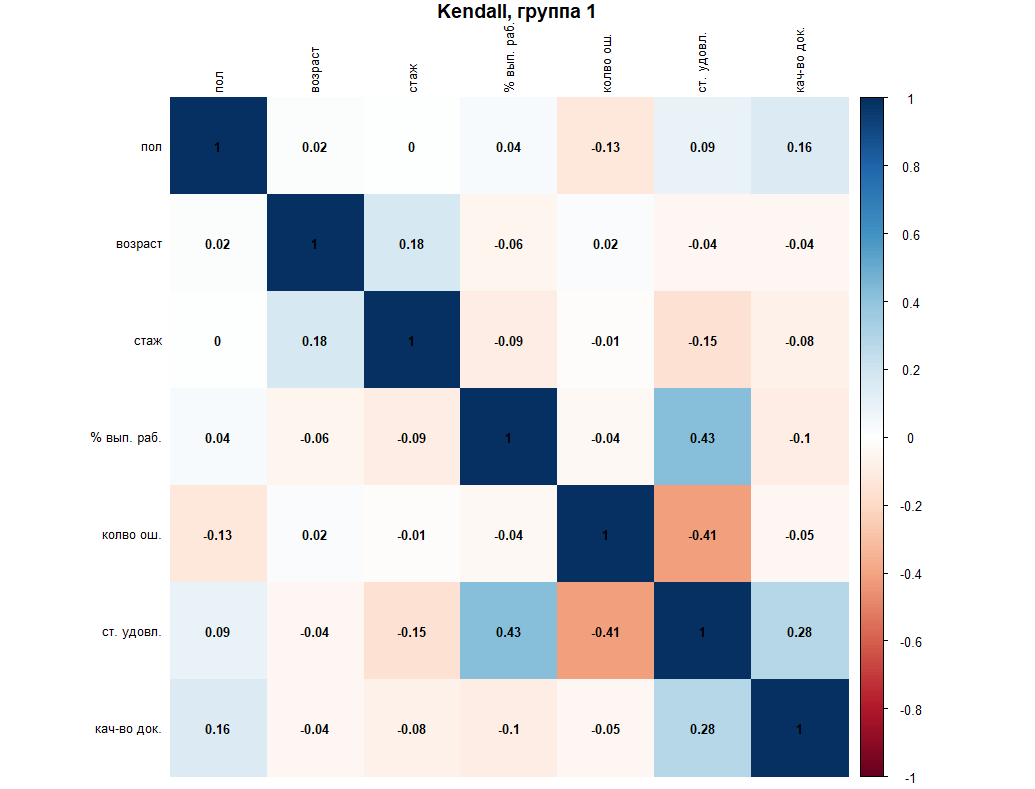 Kendall, группа 1
пол возраст стаж % вып. раб. колво ош. ст. удовл. кач-во док.
пол 1 0.02 0 0.04 -0.13 0.09 0.16
возраст 0.02 1 0.18 -0.06 0.02 -0.04 -0.04
стаж 0 0.18 1 -0.09 -0.01 -0.15 -0.08
% вып. раб. 0.04 -0.06 -0.09 1 -0.04 0.43 -0.1
колво ош. -0.13 0.02 -0.01 -0.04 1 -0.41 -0.05
ст. удовл. 0.09 -0.04 -0.15 0.43 -0.41 1 0.28
кач-во док. 0.16 -0.04 -0.08 -0.1 -0.05 0.28 1
1
0.8
0.6
0.4
0.2
0
-0.2
-0.4
-0.6
-0.8
-1